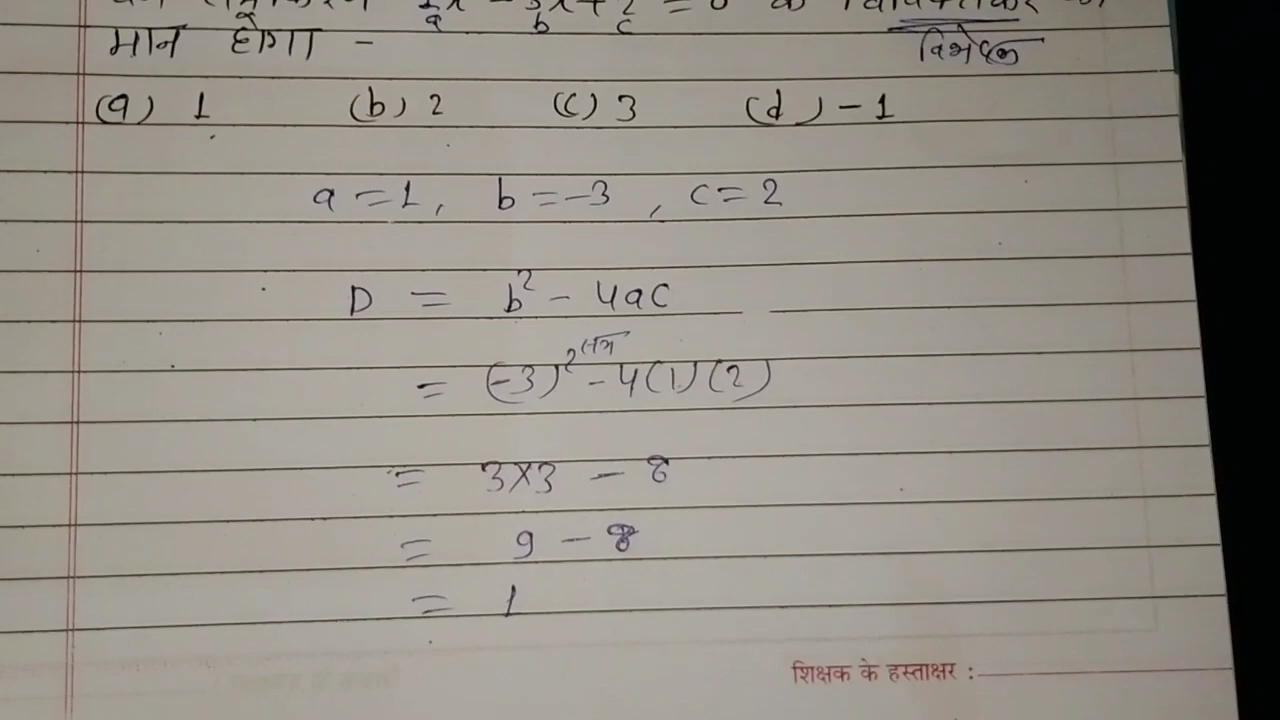 मान होगा -
विभेदक
(a) 1 (b) 2 (c) 3 (d) -1
a = 1, b = -3, c = 2
D = b² - 4ac
= (-3)² - 4(1)(2)
= 3×3 - 8
= 9 - 8
= 1
शिक्षक के हस्ताक्षर :